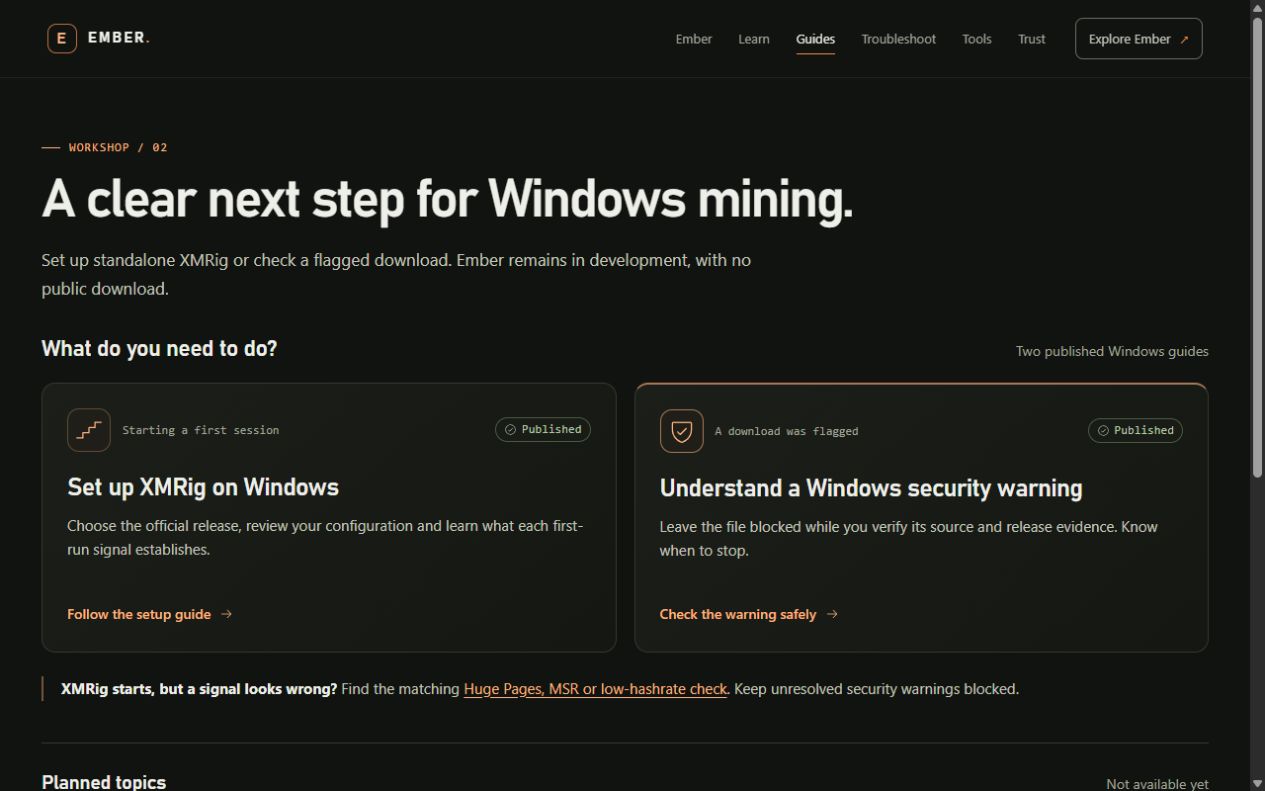 E EMBER.
Ember Learn Guides Troubleshoot Tools Trust Explore Ember ↗
WORKSHOP / 02
A clear next step for Windows mining.
Set up standalone XMRig or check a flagged download. Ember remains in development, with no
public download.
What do you need to do?
Two published Windows guides
Starting a first session
Published
Set up XMRig on Windows
Choose the official release, review your configuration and learn what each first-
run signal establishes.
Follow the setup guide →
A download was flagged
Published
Understand a Windows security warning
Leave the file blocked while you verify its source and release evidence. Know
when to stop.
Check the warning safely →
XMRig starts, but a signal looks wrong? Find the matching Huge Pages, MSR or low-hashrate check. Keep unresolved security warnings blocked.
Planned topics
Not available yet